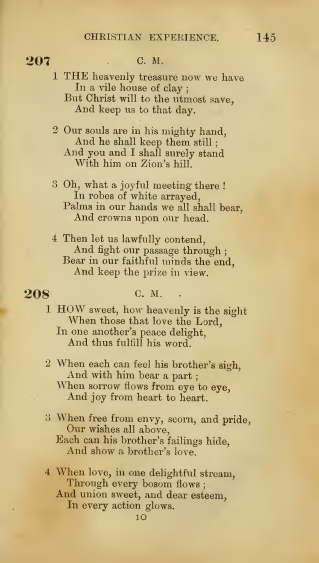 CHRISTIAN EXPERIENCE. 145
207 C. M.
1 THE heavenly treasure now we have
In a vile house of clay ;
But Christ will to the utmost save,
And keep us to that day.
2 Our souls are in his mighty hand,
And he shall keep them still ;
And you and I shall surely stand
With him on Zion's hill.
3 Oh, what a joyful meeting there !
In robes of white arrayed,
Palms in our hands we all shall bear,
And crowns upon our head.
4 Then let us lawfully contend,
And fight our passage through ;
Bear in our faithful minds the end,
And keep the prize in view.
208 C. M.
1 HOW sweet, how heavenly is the sight
When those that love the Lord,
In one another's peace delight,
And thus fulfill his word.
2 When each can feel his brother's sigh,
And with him bear a part ;
When sorrow flows from eye to eye,
And joy from heart to heart.
3 When free from envy, scorn, and pride,
Our wishes all above,
Each can his brother's failings hide,
And show a brother's love.
4 When love, in one delightful stream,
Through every bosom flows ;
And union sweet, and dear esteem,
In every action glows.
10